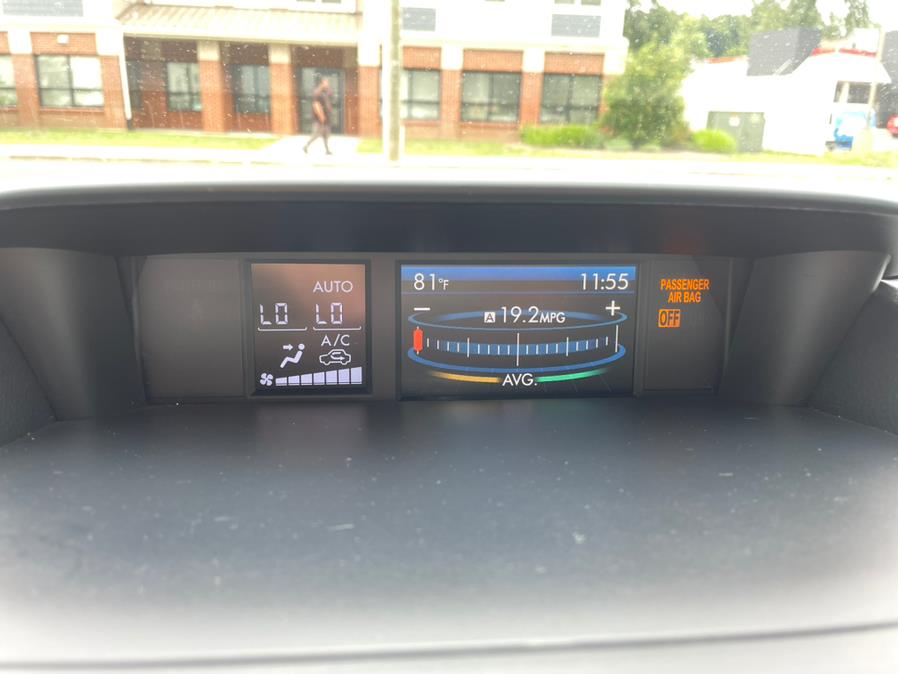 AUTO
LO LO
A/C
81°F 11:55
− +
A 19.2MPG
AVG.
PASSENGER
AIR BAG
OFF